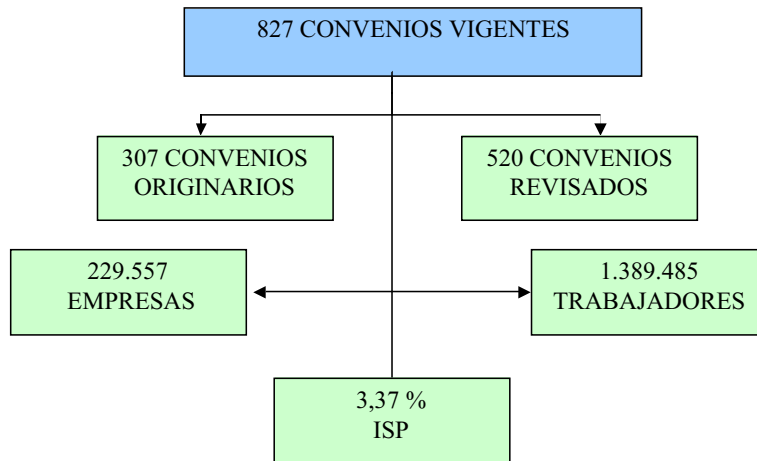 827 CONVENIOS VIGENTES
307 CONVENIOS
ORIGINARIOS
520 CONVENIOS
REVISADOS
229.557
EMPRESAS
1.389.485
TRABAJADORES
3,37 %
ISP